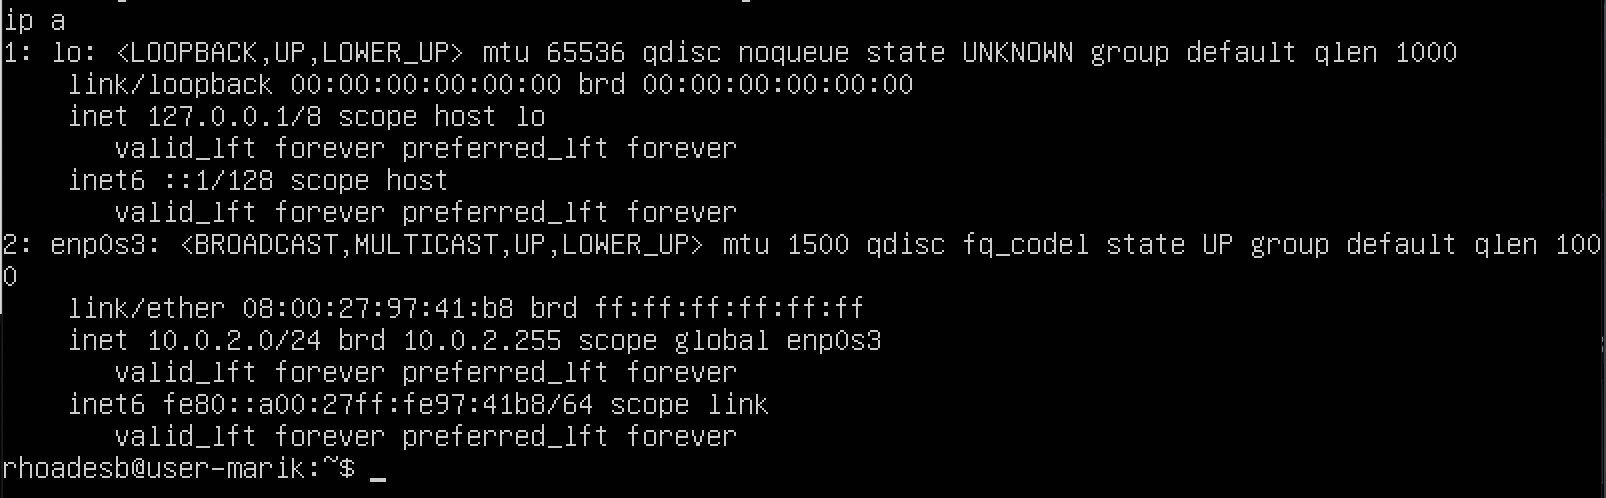 ip a
1: lo: <LOOPBACK,UP,LOWER_UP> mtu 65536 qdisc noqueue state UNKNOWN group default qlen 1000
    link/loopback 00:00:00:00:00:00 brd 00:00:00:00:00:00
    inet 127.0.0.1/8 scope host lo
       valid_lft forever preferred_lft forever
    inet6 ::1/128 scope host
       valid_lft forever preferred_lft forever
2: enp0s3: <BROADCAST,MULTICAST,UP,LOWER_UP> mtu 1500 qdisc fq_codel state UP group default qlen 100
0
    link/ether 08:00:27:97:41:b8 brd ff:ff:ff:ff:ff:ff
    inet 10.0.2.0/24 brd 10.0.2.255 scope global enp0s3
       valid_lft forever preferred_lft forever
    inet6 fe80::a00:27ff:fe97:41b8/64 scope link
       valid_lft forever preferred_lft forever
rhoadesb@user-marik:~$ _